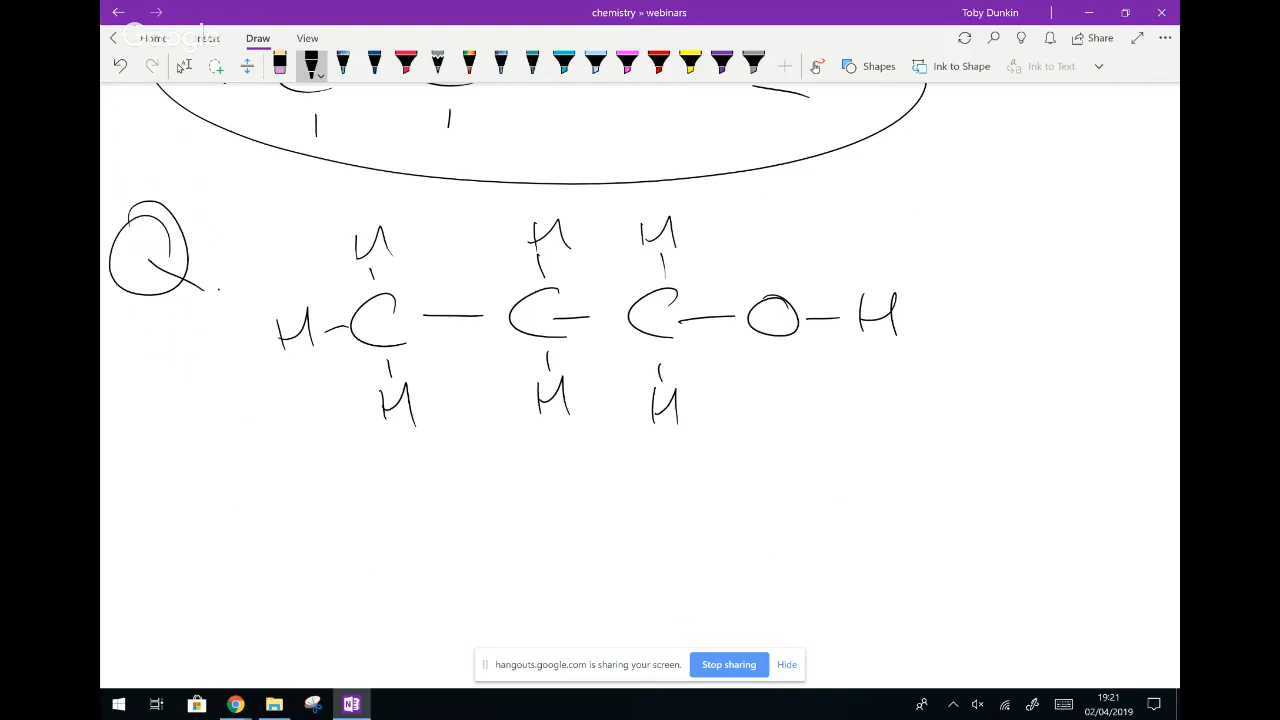 chemistry » webinars
Toby Dunkin
Google
Home Insert Draw View
Share
Shapes Ink to Shape Ink to Text
Q.
H H H
H - C — C — C — O — H
H H H
hangouts.google.com is sharing your screen. Stop sharing Hide
19:21
02/04/2019